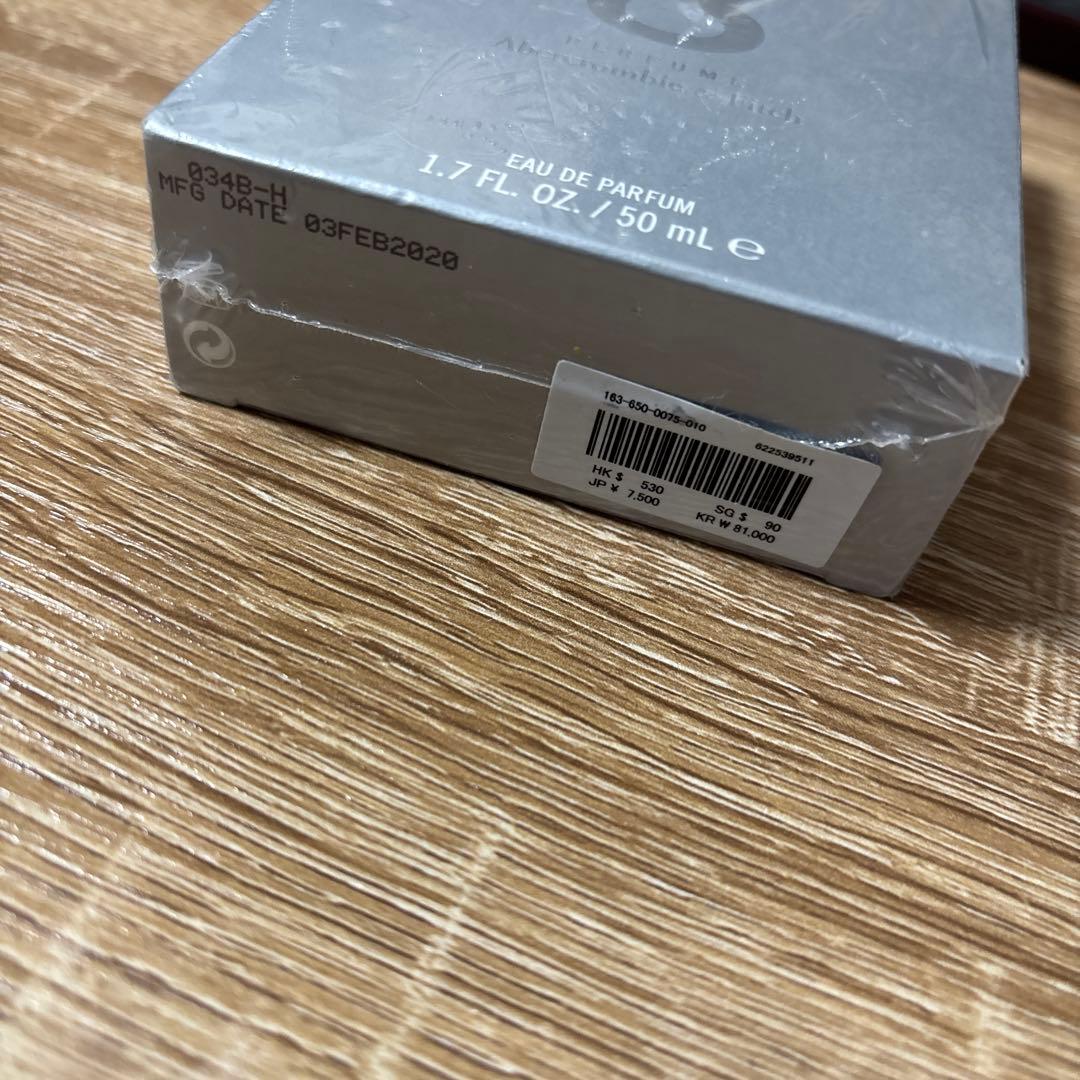 8
PERFUME
Abercrombie & Fitch
EAU DE PARFUM
1.7 FL. OZ. / 50 mL ℮
034B-H
MFG DATE 03FEB2020
163-650-0075-010 622539511
HK $ 530 SG $ 90
JP ¥ 7,500 KR ₩ 81,000